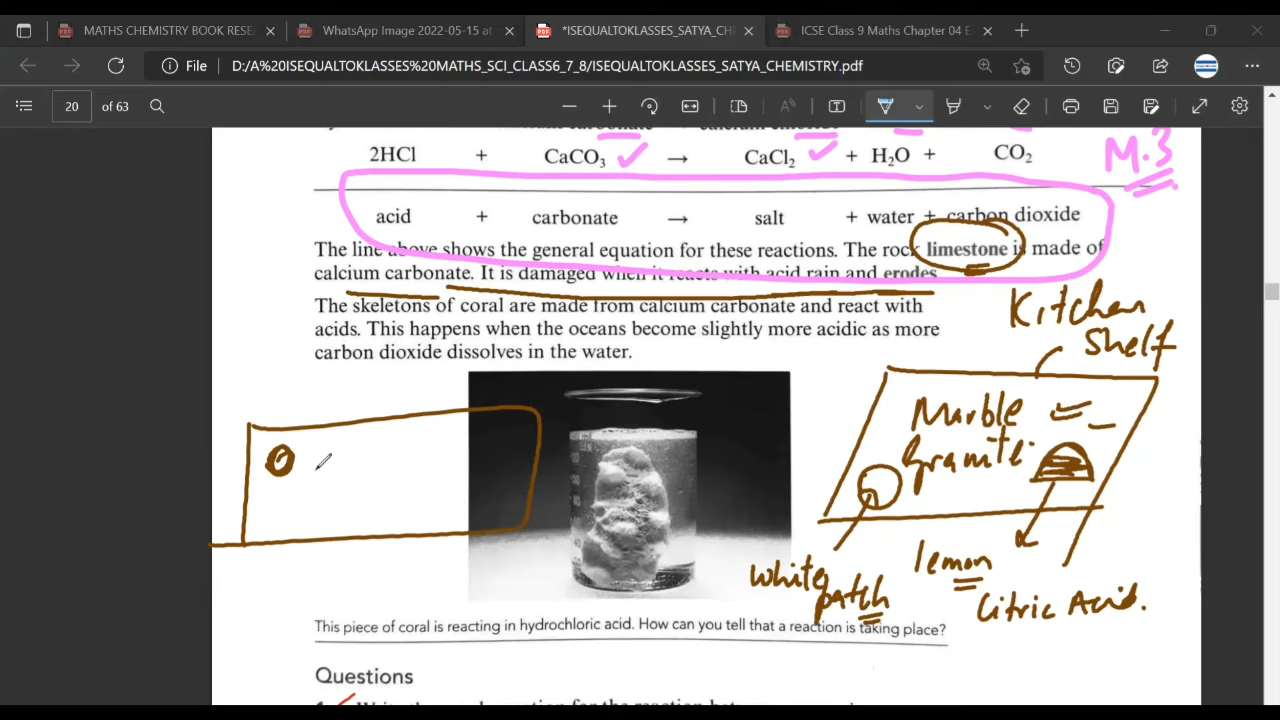 MATHS CHEMISTRY BOOK RESE
WhatsApp Image 2022-05-15 at
*ISEQUALTOKLASSES_SATYA_CHE
ICSE Class 9 Maths Chapter 04 E
File D:/A%20ISEQUALTOKLASSES%20MATHS_SCI_CLASS6_7_8/ISEQUALTOKLASSES_SATYA_CHEMISTRY.pdf
20 of 63
2HCl + CaCO₃ → CaCl₂ + H₂O + CO₂
M.3
acid + carbonate → salt + water + carbon dioxide
The line above shows the general equation for these reactions. The rock limestone is made of
calcium carbonate. It is damaged when it reacts with acid rain and erodes.
The skeletons of coral are made from calcium carbonate and react with
acids. This happens when the oceans become slightly more acidic as more
carbon dioxide dissolves in the water.
Kitchen
Shelf
Marble
Granite
White
patch
lemon
Citric Acid.
This piece of coral is reacting in hydrochloric acid. How can you tell that a reaction is taking place?
Questions